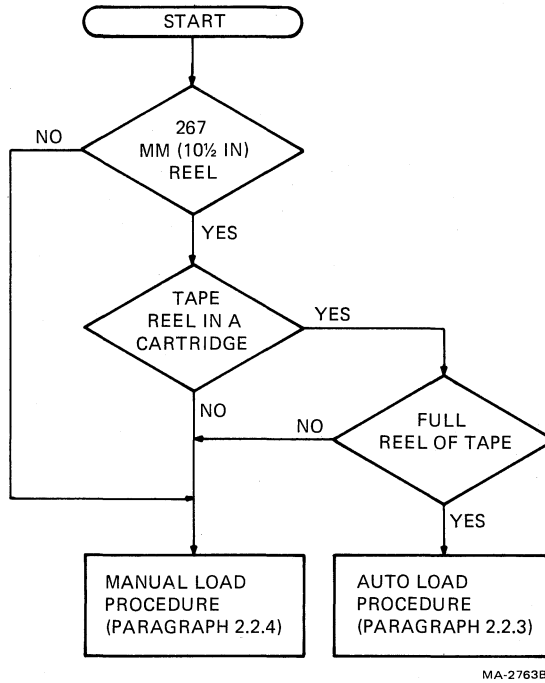 START
267
MM (10½ IN)
REEL
NO
YES
TAPE
REEL IN A
CARTRIDGE
YES
NO
FULL
REEL OF TAPE
NO
YES
MANUAL LOAD
PROCEDURE
(PARAGRAPH 2.2.4)
AUTO LOAD
PROCEDURE
(PARAGRAPH 2.2.3)
MA-2763B